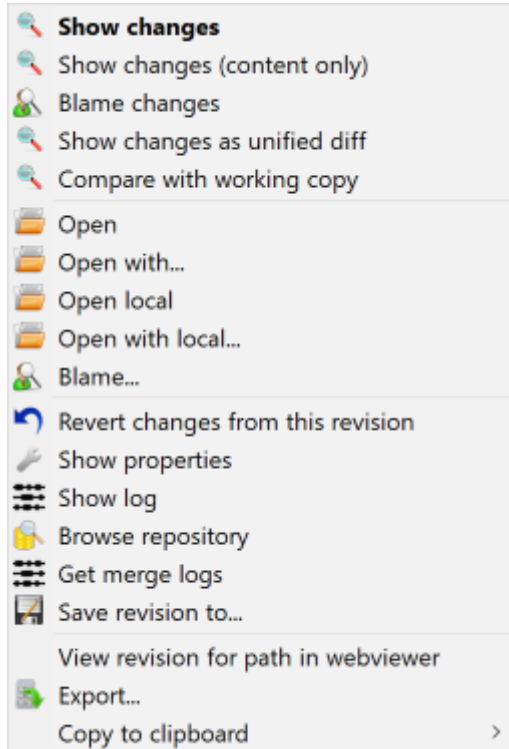 Show changes
Show changes (content only)
Blame changes
Show changes as unified diff
Compare with working copy
Open
Open with...
Open local
Open with local...
Blame...
Revert changes from this revision
Show properties
Show log
Browse repository
Get merge logs
Save revision to...
View revision for path in webviewer
Export...
Copy to clipboard